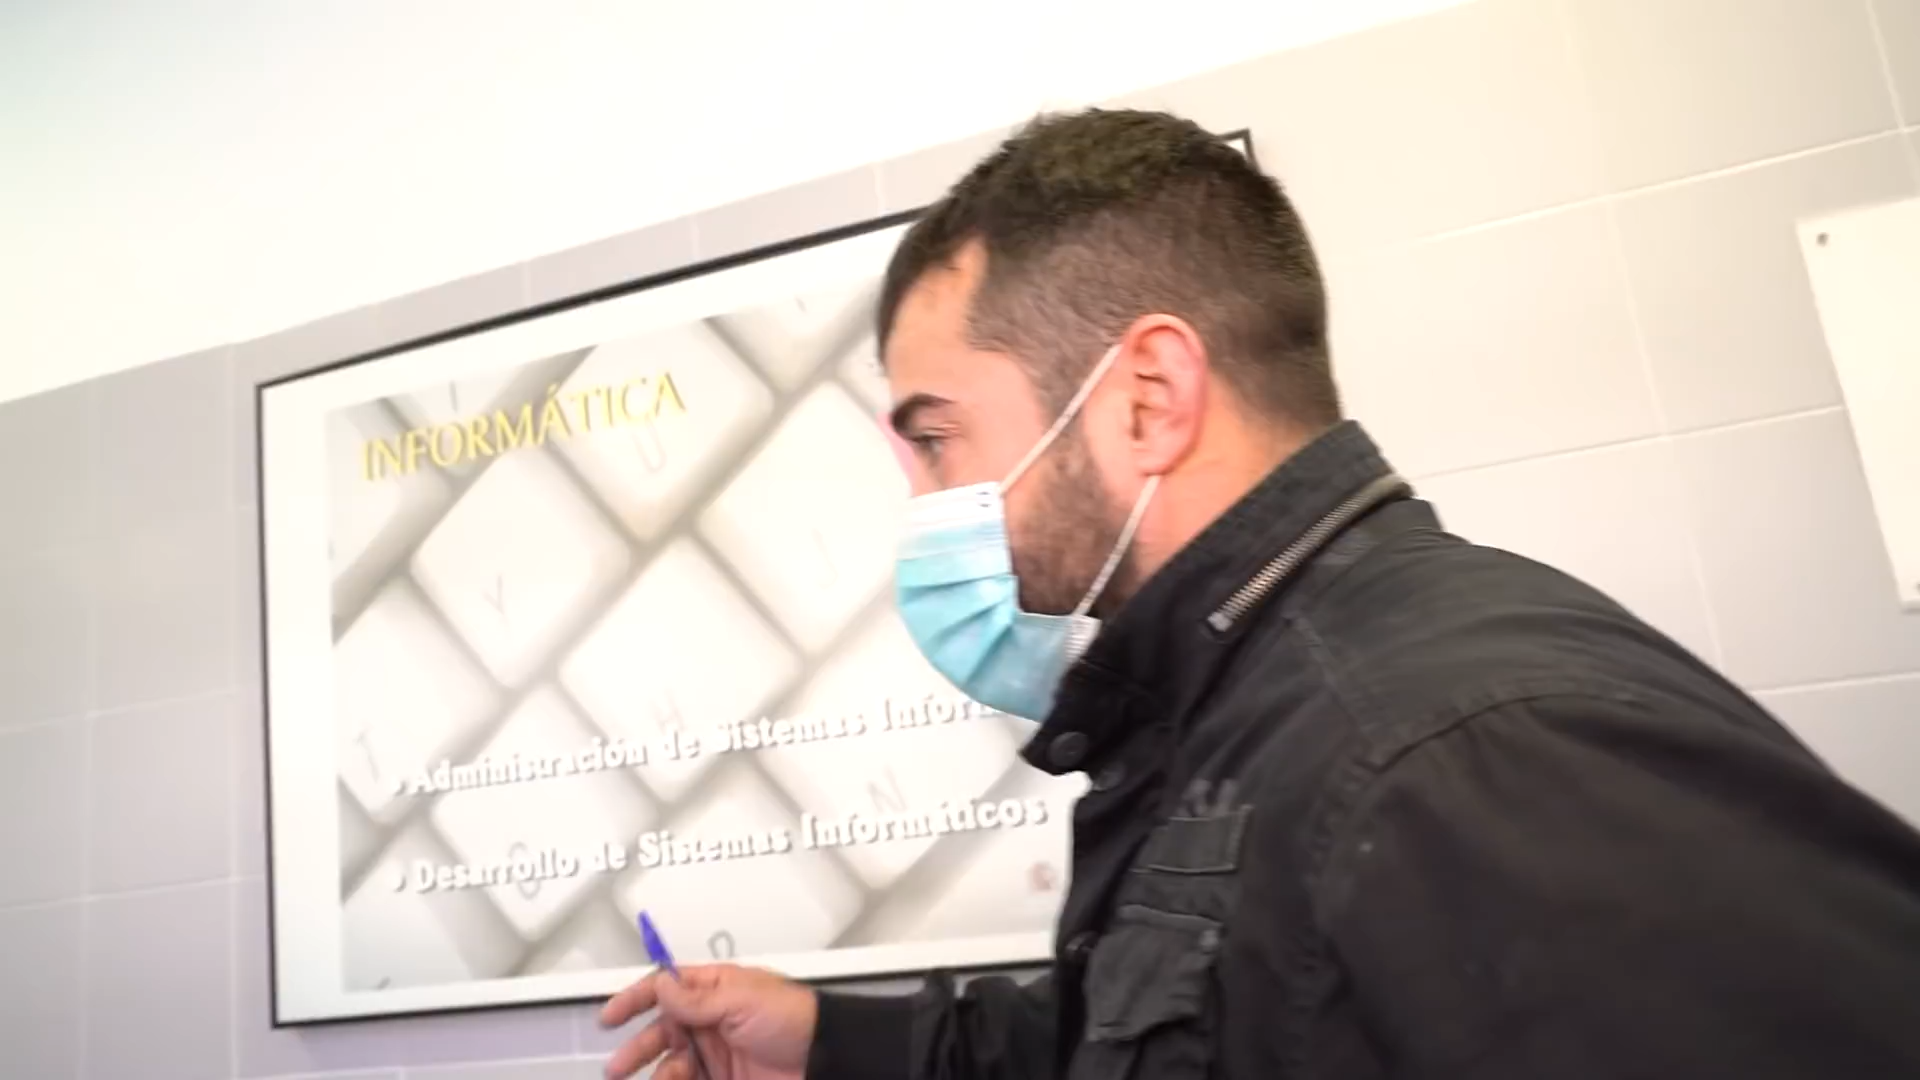 INFORMÁTICA
• Administración de Sistemas
• Desarrollo de Sistemas Informáticos